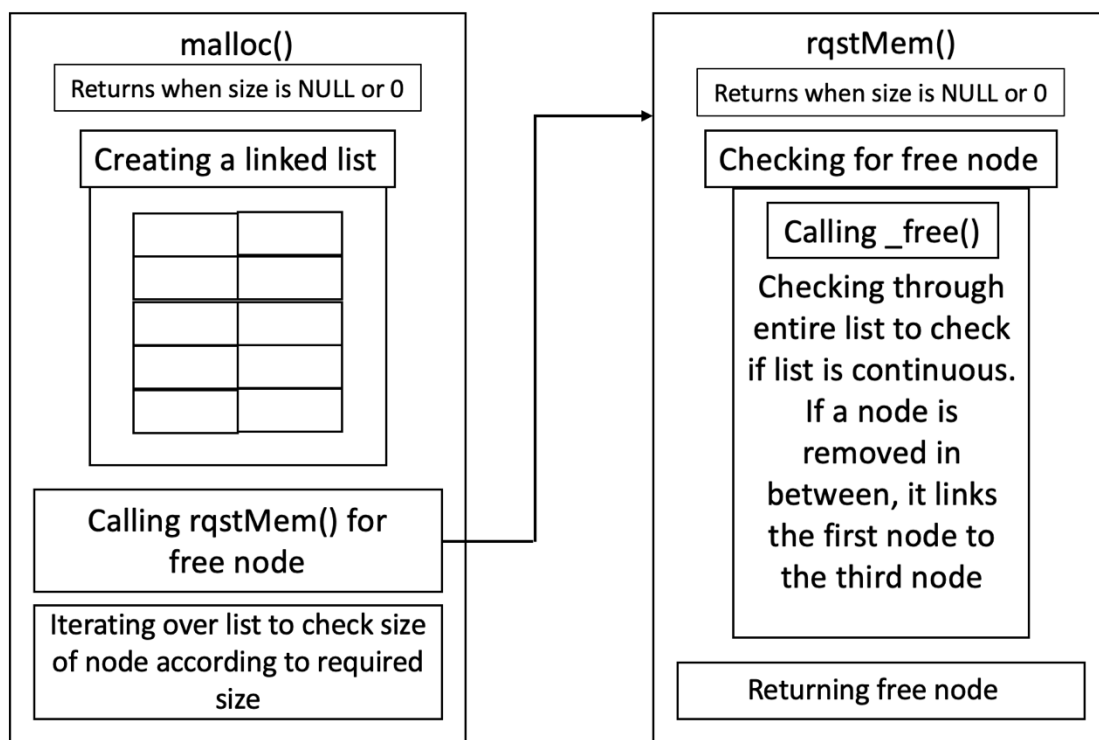 malloc()
Returns when size is NULL or 0
Creating a linked list
Calling rqstMem() for
free node
Iterating over list to check size
of node according to required
size
rqstMem()
Returns when size is NULL or 0
Checking for free node
Calling _free()
Checking through
entire list to check
if list is continuous.
If a node is
removed in
between, it links
the first node to
the third node
Returning free node